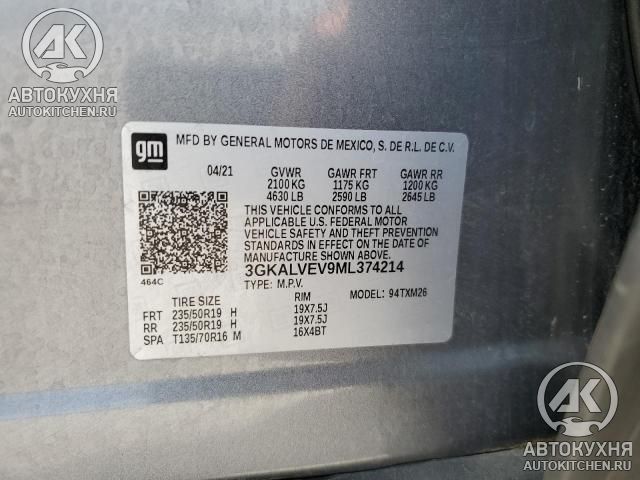 AK
АВТОКУХНЯ
AUTOKITCHEN.RU
gm
MFD BY GENERAL MOTORS DE MEXICO, S. DE R.L. DE C.V.
04/21 GVWR GAWR FRT GAWR RR
2100 KG 1175 KG 1200 KG
4630 LB 2590 LB 2645 LB
THIS VEHICLE CONFORMS TO ALL
APPLICABLE U.S. FEDERAL MOTOR
VEHICLE SAFETY AND THEFT PREVENTION
STANDARDS IN EFFECT ON THE DATE OF
MANUFACTURE SHOWN ABOVE.
3GKALVEV9ML374214
464C TYPE: M.P.V. MODEL: 94TXM26
TIRE SIZE RIM
FRT 235/50R19 H 19X7.5J
RR 235/50R19 H 19X7.5J
SPA T135/70R16 M 16X4BT
AK
АВТОКУХНЯ
AUTOKITCHEN.RU